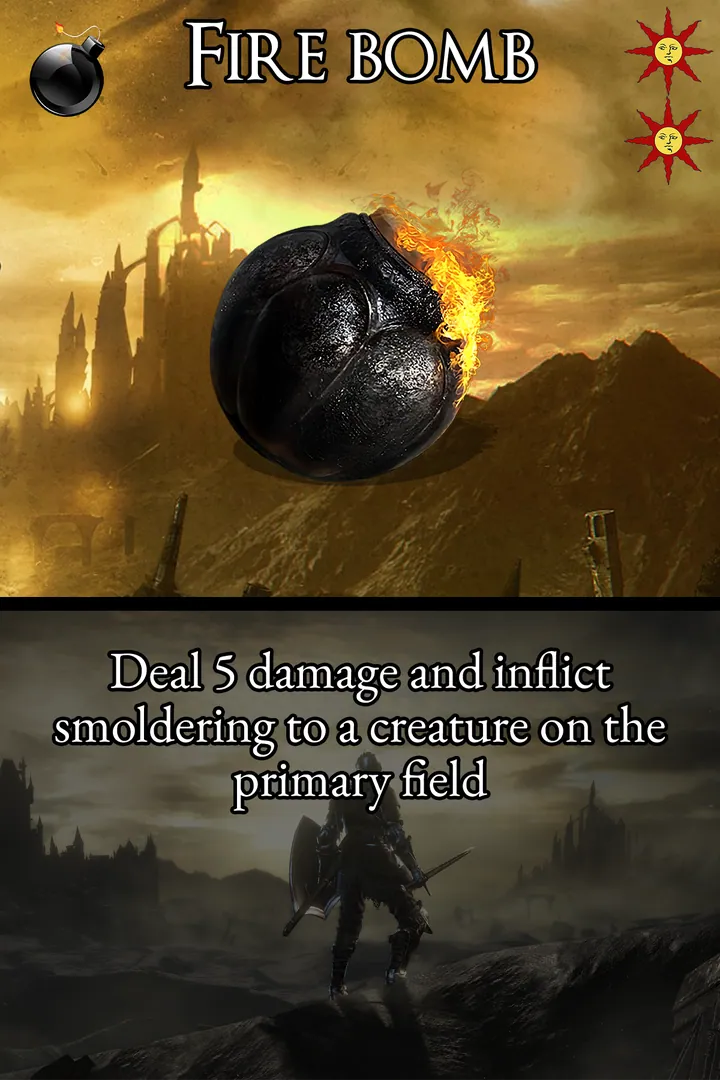 Fire bomb
Deal 5 damage and inflict
smoldering to a creature on the
primary field